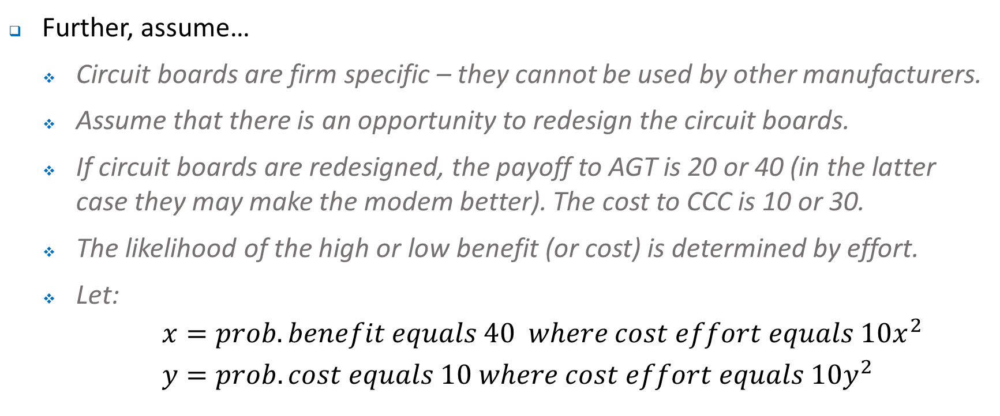 Further, assume…
Circuit boards are firm specific – they cannot be used by other manufacturers.
Assume that there is an opportunity to redesign the circuit boards.
If circuit boards are redesigned, the payoff to AGT is 20 or 40 (in the latter
case they may make the modem better). The cost to CCC is 10 or 30.
The likelihood of the high or low benefit (or cost) is determined by effort.
Let:
x = prob. benefit equals 40 where cost effort equals 10x²
y = prob. cost equals 10 where cost effort equals 10y²